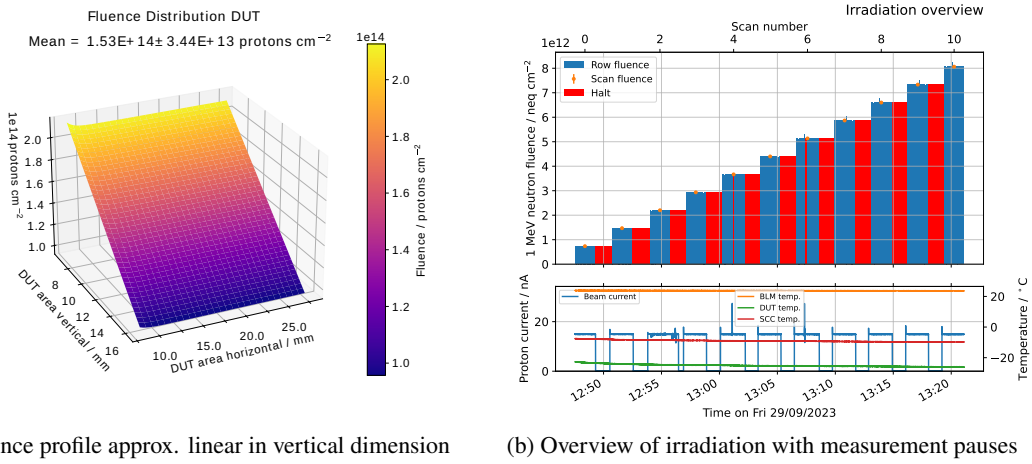 Fluence Distribution DUT
Mean = 1.53E+14± 3.44E+13 protons cm⁻²
1e14 protons cm⁻²
2.0
1.8
1.6
1.4
1.2
1.0
8
10
12
14
16
DUT area vertical / mm
10.0
15.0
20.0
25.0
DUT area horizontal / mm
1e14
2.0
1.8
1.6
1.4
1.2
1.0
Fluence / protons cm⁻²
nce profile approx. linear in vertical dimension
Irradiation overview
Scan number
0 2 4 6 8 10
1e12
8
7
6
5
4
3
2
1
0
1 MeV neutron fluence / neq cm⁻²
Row fluence
Scan fluence
Halt
Proton current / nA
20
0
Beam current
BLM temp.
DUT temp.
SCC temp.
20
0
−20
Temperature / °C
12:50 12:55 13:00 13:05 13:10 13:15 13:20
Time on Fri 29/09/2023
(b) Overview of irradiation with measurement pauses